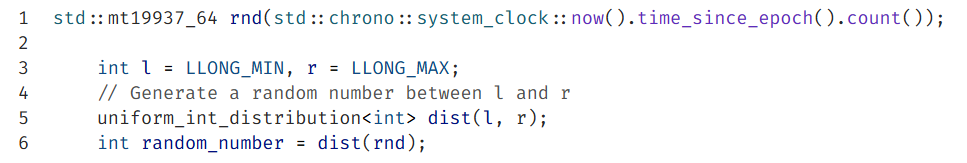 1 std::mt19937_64 rnd(std::chrono::system_clock::now().time_since_epoch().count());
2
3     int l = LLONG_MIN, r = LLONG_MAX;
4     // Generate a random number between l and r
5     uniform_int_distribution<int> dist(l, r);
6     int random_number = dist(rnd);